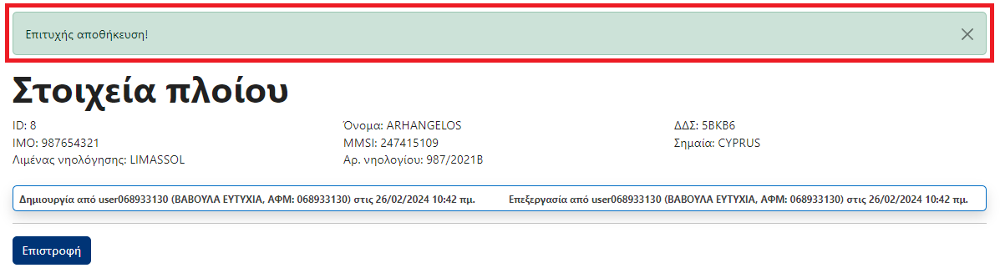 Επιτυχής αποθήκευση!
Στοιχεία πλοίου
ID: 8 Όνομα: ARHANGELOS ΔΔΣ: 5BKB6
IMO: 987654321 MMSI: 247415109 Σημαία: CYPRUS
Λιμένας νηολόγησης: LIMASSOL Αρ. νηολογίου: 987/2021Β
Δημιουργία από user068933130 (ΒΑΒΟΥΛΑ ΕΥΤΥΧΙΑ, ΑΦΜ: 068933130) στις 26/02/2024 10:42 πμ. Επεξεργασία από user068933130 (ΒΑΒΟΥΛΑ ΕΥΤΥΧΙΑ, ΑΦΜ: 068933130) στις 26/02/2024 10:42 πμ.
Επιστροφή